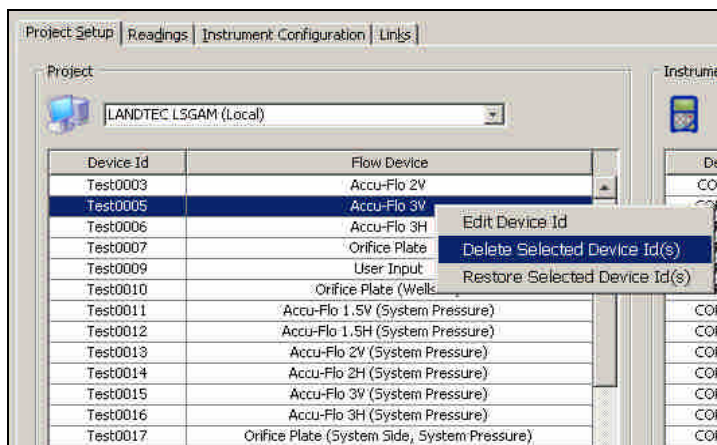 Project Setup Readings Instrument Configuration Links
Project
LANDTEC LSGAM (Local)
Device Id Flow Device
Test0003 Accu-Flo 2V
Test0005 Accu-Flo 3V
Test0006 Accu-Flo 3H
Test0007 Orifice Plate
Test0009 User Input
Test0010 Orifice Plate
Test0011 Accu-Flo 1.5V (System Pressure)
Test0012 Accu-Flo 1.5H (System Pressure)
Test0013 Accu-Flo 2V (System Pressure)
Test0014 Accu-Flo 2H (System Pressure)
Test0015 Accu-Flo 3V (System Pressure)
Test0016 Accu-Flo 3H (System Pressure)
Test0017 Orifice Plate (System Side, System Pressure)
Edit Device Id
Delete Selected Device Id(s)
Restore Selected Device Id(s)